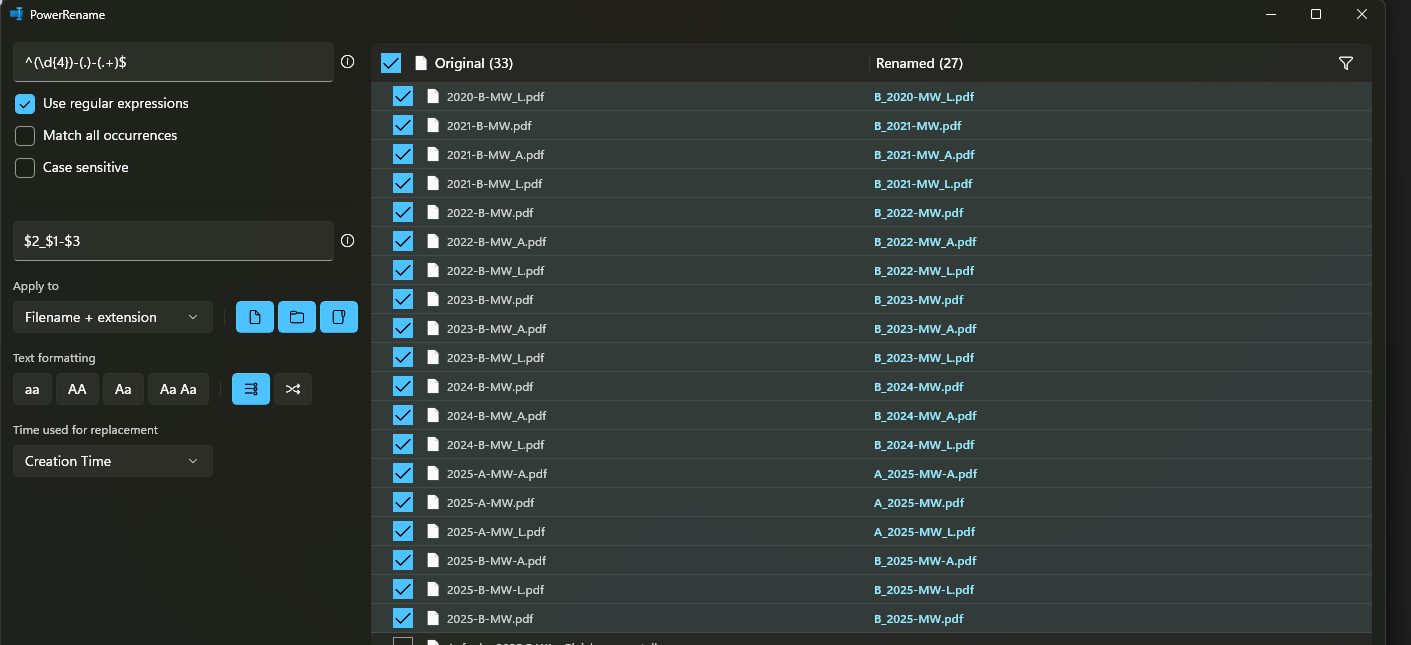 PowerRename
^(\d{4})-(.)-(.+)$
Use regular expressions
Match all occurrences
Case sensitive
$2_$1-$3
Apply to
Filename + extension
Text formatting
aa AA Aa Aa Aa
Time used for replacement
Creation Time
Original (33) Renamed (27)
2020-B-MW_L.pdf B_2020-MW_L.pdf
2021-B-MW.pdf B_2021-MW.pdf
2021-B-MW_A.pdf B_2021-MW_A.pdf
2021-B-MW_L.pdf B_2021-MW_L.pdf
2022-B-MW.pdf B_2022-MW.pdf
2022-B-MW_A.pdf B_2022-MW_A.pdf
2022-B-MW_L.pdf B_2022-MW_L.pdf
2023-B-MW.pdf B_2023-MW.pdf
2023-B-MW_A.pdf B_2023-MW_A.pdf
2023-B-MW_L.pdf B_2023-MW_L.pdf
2024-B-MW.pdf B_2024-MW.pdf
2024-B-MW_A.pdf B_2024-MW_A.pdf
2024-B-MW_L.pdf B_2024-MW_L.pdf
2025-A-MW-A.pdf A_2025-MW-A.pdf
2025-A-MW.pdf A_2025-MW.pdf
2025-A-MW_L.pdf A_2025-MW_L.pdf
2025-B-MW-A.pdf B_2025-MW-A.pdf
2025-B-MW-L.pdf B_2025-MW-L.pdf
2025-B-MW.pdf B_2025-MW.pdf